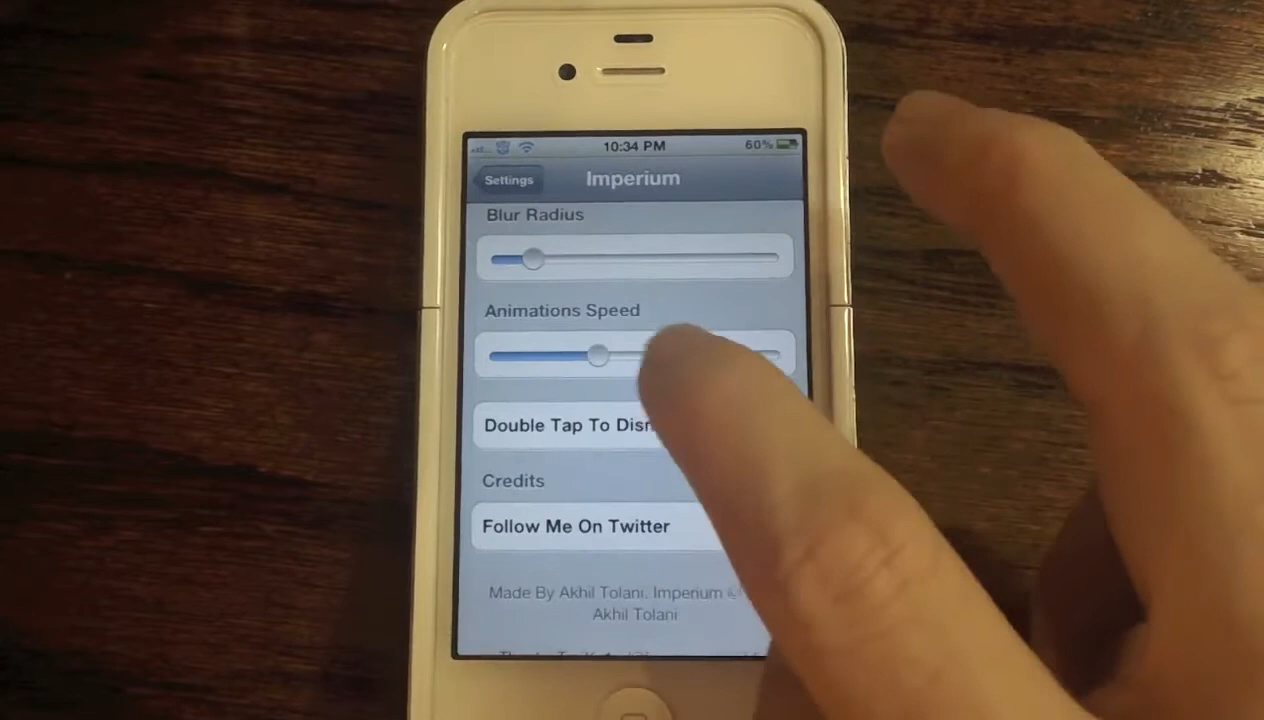 10:34 PM
60%
Settings
Imperium
Blur Radius
Animations Speed
Double Tap To
Credits
Follow Me On Twitter
Made By Akhil Tolani. Imperium ©
Akhil Tolani